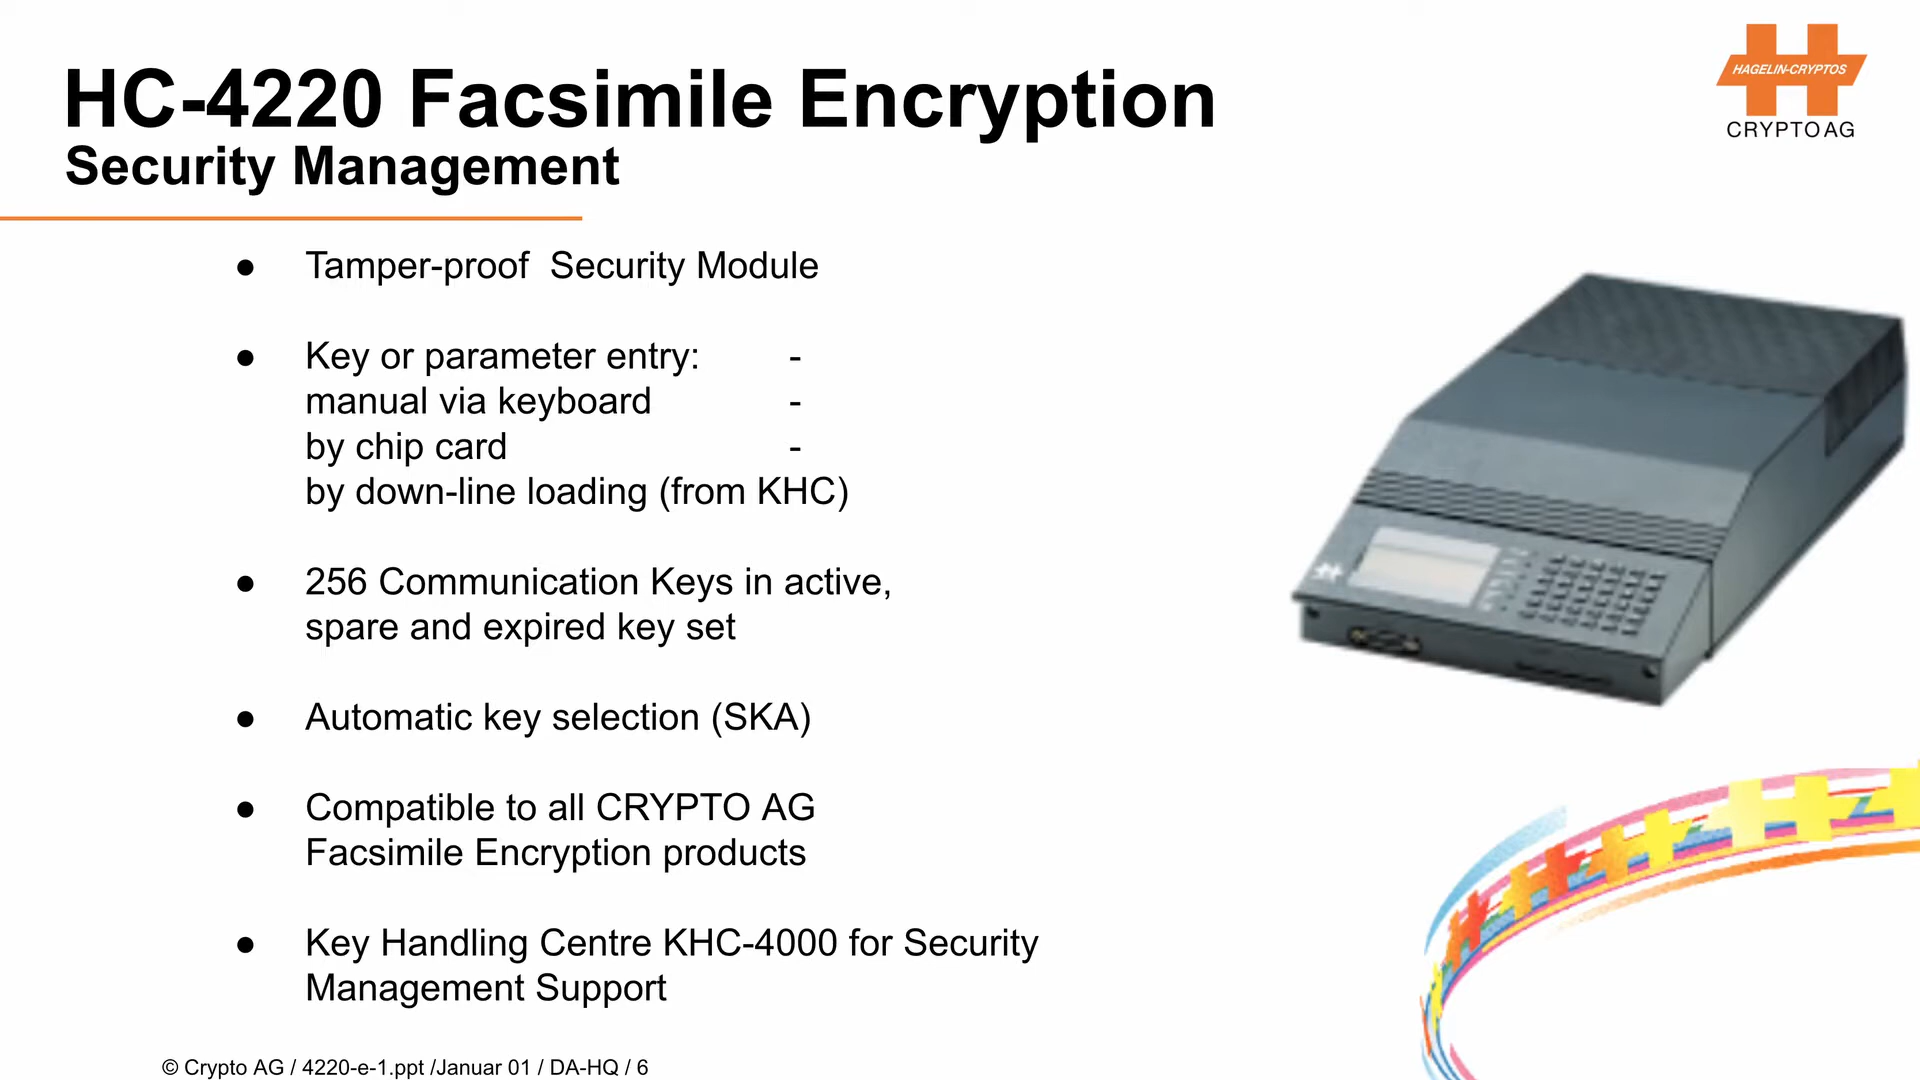 HC-4220 Facsimile Encryption
Security Management
HAGELIN-CRYPTOS
CRYPTO AG
● Tamper-proof  Security Module
● Key or parameter entry: -
manual via keyboard -
by chip card -
by down-line loading (from KHC)
● 256 Communication Keys in active,
spare and expired key set
● Automatic key selection (SKA)
● Compatible to all CRYPTO AG
Facsimile Encryption products
● Key Handling Centre KHC-4000 for Security
Management Support
© Crypto AG / 4220-e-1.ppt /Januar 01 / DA-HQ / 6